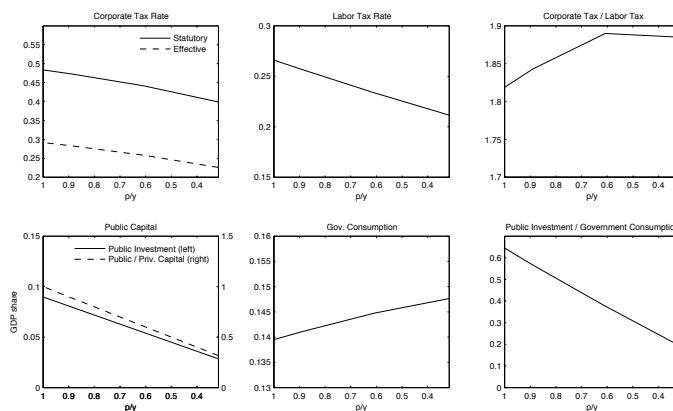 Corporate Tax Rate
0.55
0.5
0.45
0.4
0.35
0.3
0.25
0.2
Statutory
Effective
1 0.9 0.8 0.7 0.6 0.5 0.4
p/y
Labor Tax Rate
0.3
0.25
0.2
0.15
1 0.9 0.8 0.7 0.6 0.5 0.4
p/y
Corporate Tax / Labor Tax
1.9
1.8
1.7
1 0.9 0.8 0.7 0.6 0.5 0.4
p/y
Public Capital
GDP share
0.15
0.1
0.05
0
Public Investment (left)
Public / Priv. Capital (right)
1.5
1
0.5
0
1 0.9 0.8 0.7 0.6 0.5 0.4
p/y
Gov. Consumption
0.16
0.155
0.15
0.145
0.14
0.135
0.13
1 0.9 0.8 0.7 0.6 0.5 0.4
p/y
Public Investment / Government Consumptio
0.6
0.5
0.4
0.3
0.2
0.1
0
1 0.9 0.8 0.7 0.6 0.5 0.4
p/y